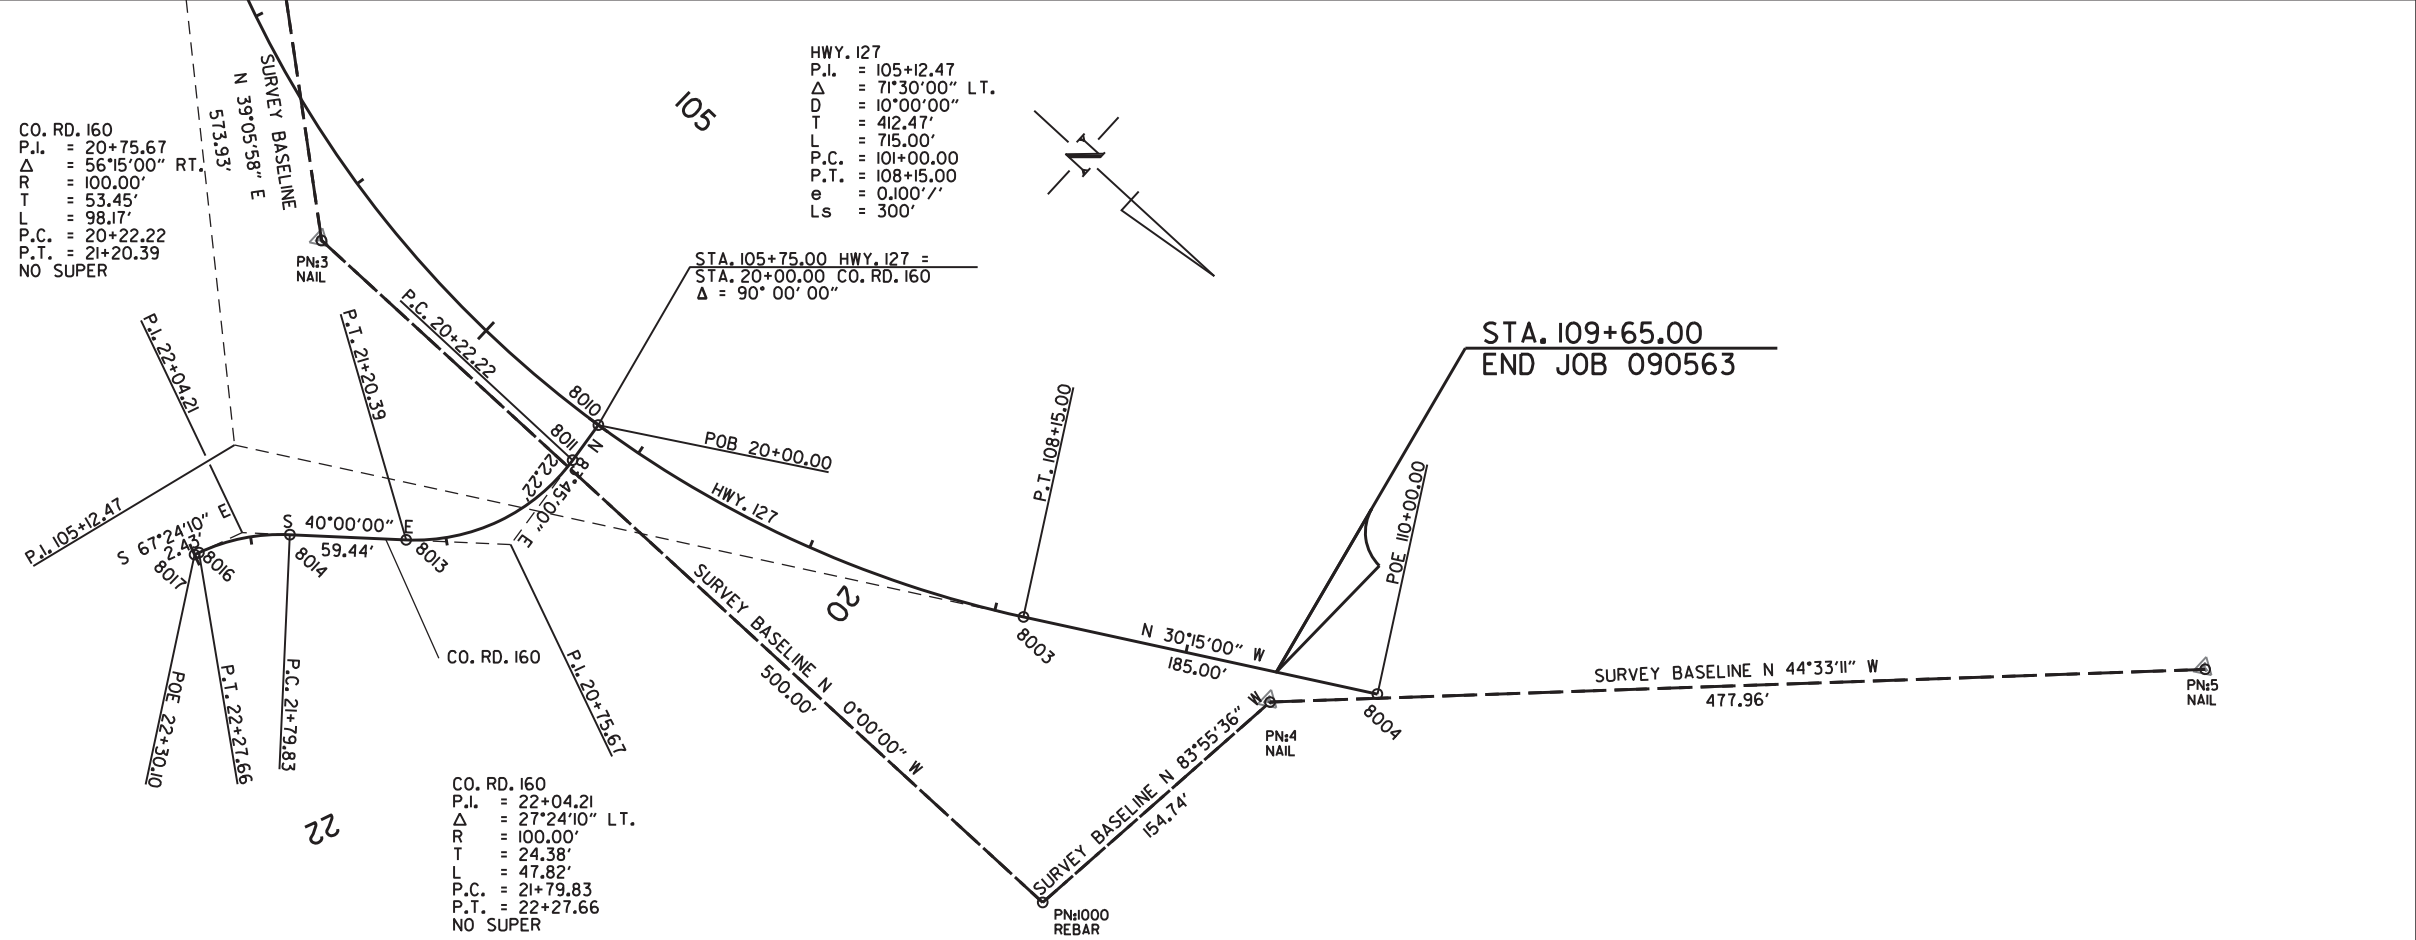 HWY. 127
P.I. = 105+12.47
Δ = 71°30'00" LT.
D = 10°00'00"
T = 412.47'
L = 715.00'
P.C. = 101+00.00
P.T. = 108+15.00
e = 0.100'/'
Ls = 300'
105
SURVEY BASELINE
N 39°05'58" E
573.93'
CO. RD. 160
P.I. = 20+75.67
Δ = 56°15'00" RT.
R = 100.00'
T = 53.45'
L = 98.17'
P.C. = 20+22.22
P.T. = 21+20.39
NO SUPER
PN:3
NAIL
N
STA. 105+75.00 HWY. 127 =
STA. 20+00.00 CO. RD. 160
Δ = 90° 00' 00"
STA. 109+65.00
END JOB 090563
P.C. 20+22.22
P.I. 22+04.21
P.T. 21+20.39
8010
8011
N 83°45'00" E
22.22'
POB 20+00.00
HWY. 127
P.T. 108+15.00
POE 110+00.00
P.I. 105+12.47
S 67°24'10" E
2.43'
8016
8017
S 40°00'00" E
59.44'
8014
8013
CO. RD. 160
P.I. 20+75.67
POE 22+30.10
P.T. 22+27.66
P.C. 21+79.83
20
22
SURVEY BASELINE N 0°00'00" W
500.00'
8003
N 30°15'00" W
185.00'
8004
SURVEY BASELINE N 44°33'11" W
477.96'
PN:5
NAIL
PN:4
NAIL
SURVEY BASELINE N 83°55'36" W
154.74'
PN:1000
REBAR
CO. RD. 160
P.I. = 22+04.21
Δ = 27°24'10" LT.
R = 100.00'
T = 24.38'
L = 47.82'
P.C. = 21+79.83
P.T. = 22+27.66
NO SUPER